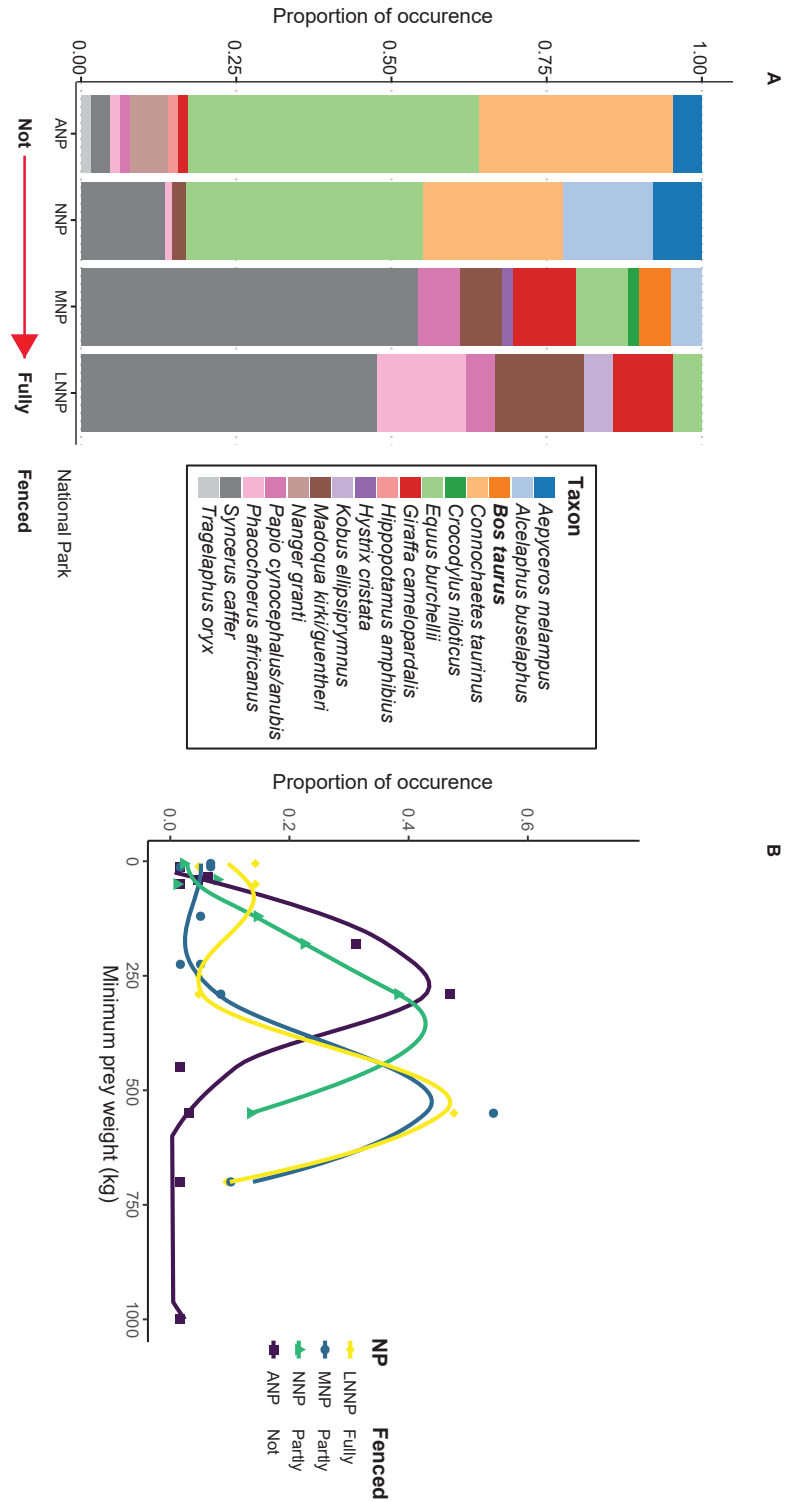 A
Proportion of occurence
1.00
0.75
0.50
0.25
0.00
ANP
NNP
MNP
LNNP
National Park
Not
Fully
Fenced
Taxon
Aepyceros melampus
Alcelaphus buselaphus
Bos taurus
Connochaetes taurinus
Crocodylus niloticus
Equus burchellii
Giraffa camelopardalis
Hippopotamus amphibius
Hystrix cristata
Kobus ellipsiprymnus
Madoqua kirki/guentheri
Nanger granti
Papio cynocephalus/anubis
Phacochoerus africanus
Syncerus caffer
Tragelaphus oryx
B
Proportion of occurence
0.6
0.4
0.2
0.0
0
250
500
750
1000
Minimum prey weight (kg)
NP Fenced
LNNP Fully
MNP Partly
NNP Partly
ANP Not